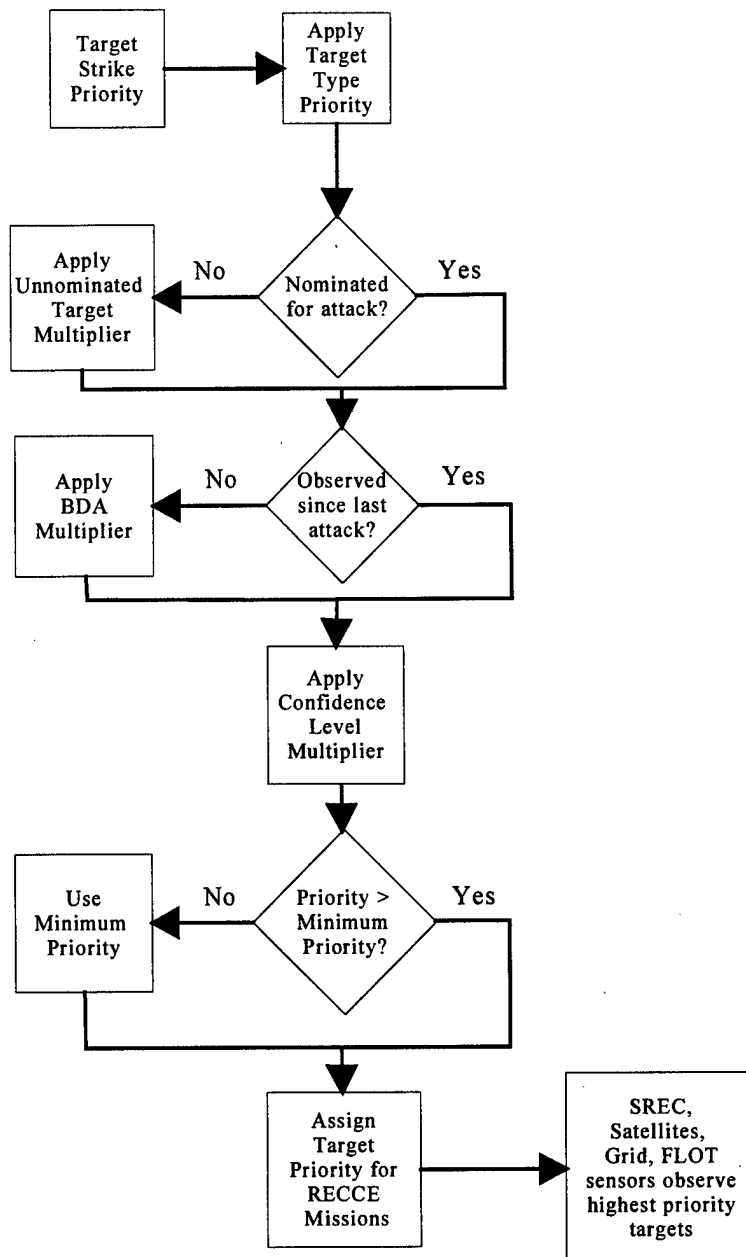 Target
Strike
Priority
Apply
Target
Type
Priority
Apply
Unnominated
Target
Multiplier
No
Nominated
for attack?
Yes
Apply
BDA
Multiplier
No
Observed
since last
attack?
Yes
Apply
Confidence
Level
Multiplier
Use
Minimum
Priority
No
Priority >
Minimum
Priority?
Yes
Assign
Target
Priority for
RECCE
Missions
SREC,
Satellites,
Grid, FLOT
sensors observe
highest priority
targets